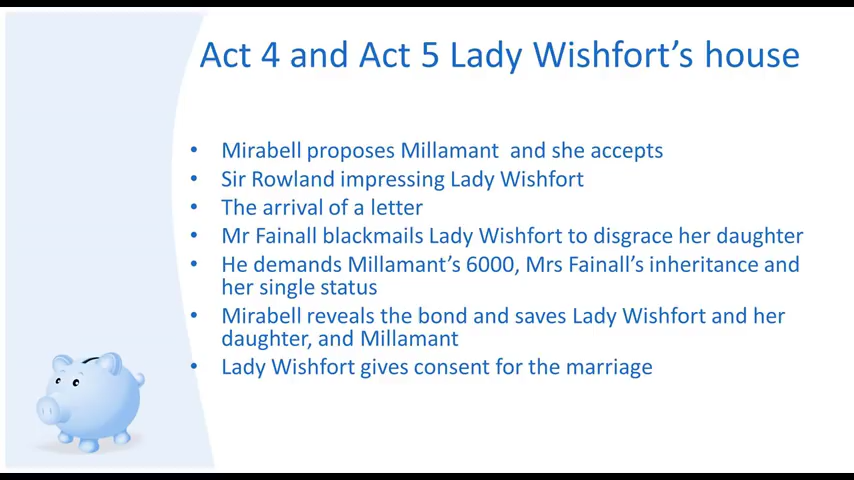 Act 4 and Act 5 Lady Wishfort's house
• Mirabell proposes Millamant and she accepts
• Sir Rowland impressing Lady Wishfort
• The arrival of a letter
• Mr Fainall blackmails Lady Wishfort to disgrace her daughter
• He demands Millamant's 6000, Mrs Fainall's inheritance and
her single status
• Mirabell reveals the bond and saves Lady Wishfort and her
daughter, and Millamant
• Lady Wishfort gives consent for the marriage